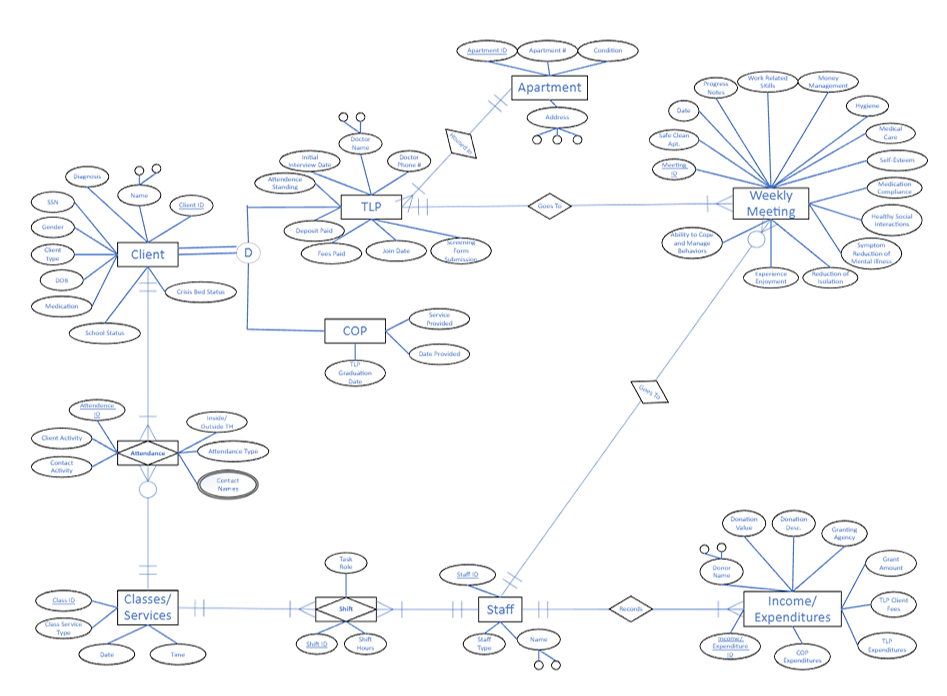 Apartment ID
Apartment #
Condition
Apartment
Address
Housed In
Progress
Notes
Work Related
Skills
Money
Management
Date
Hygiene
Safe Clean
Apt.
Medical
Care
Meeting
ID
Self-Esteem
Weekly
Meeting
Medication
Compliance
Healthy Social
Interactions
Ability to Cope
and Manage
Behaviors
Symptom
Reduction of
Mental Illness
Experience
Enjoyment
Reduction of
Isolation
Doctor
Name
Initial
Interview Date
Doctor
Phone #
Attendence
Standing
TLP
Goes To
Deposit Paid
Fees Paid
Join Date
Screening
Form
Submission
Diagnosis
Name
SSN
Client ID
Gender
Client
type
Client
D
DOB
Medication
Crisis Bed Status
School Status
COP
Service
Provided
Date Provided
TLP
Graduation
Date
Goes To
Attendence
ID
Inside/
Outside TH
Client Activity
Attendance
Attendance Type
Contact
Activity
Contact
Names
Class ID
Classes/
Services
Class Service
Type
Date
Time
Task
Role
Shift
Shift ID
Shift
Hours
Staff ID
Staff
Staff
Type
Name
Records
Donation
Value
Donation
Desc.
Granting
Agency
Donor
Name
Grant
Amount
Income/
Expenditures
TLP Client
Fees
Income/
Expenditure
ID
COP
Expenditures
TLP
Expenditures